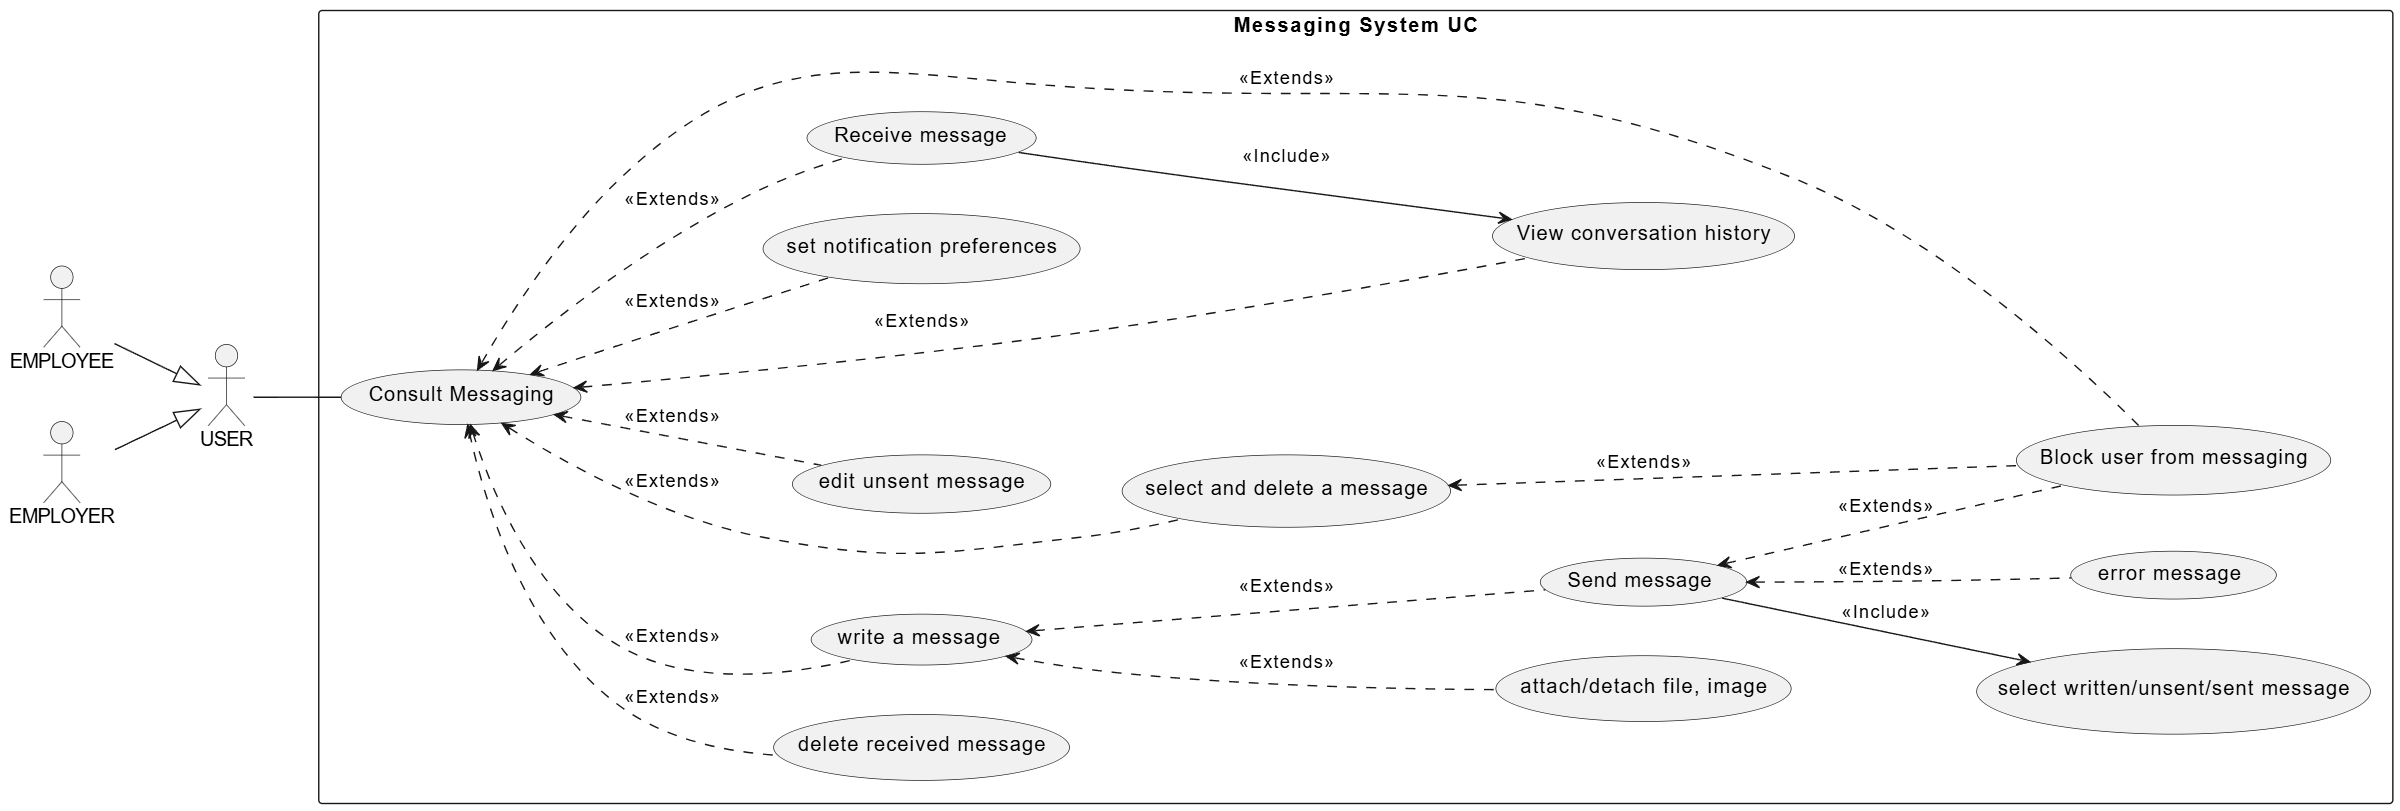 Messaging System UC
«Extends»
Receive message
«Include»
«Extends»
View conversation history
set notification preferences
«Extends»
«Extends»
EMPLOYEE
Consult Messaging
USER
«Extends»
edit unsent message
«Extends»
select and delete a message
«Extends»
Block user from messaging
«Extends»
EMPLOYER
Send message
«Extends»
error message
«Extends»
«Include»
write a message
«Extends»
«Extends»
attach/detach file, image
select written/unsent/sent message
«Extends»
delete received message